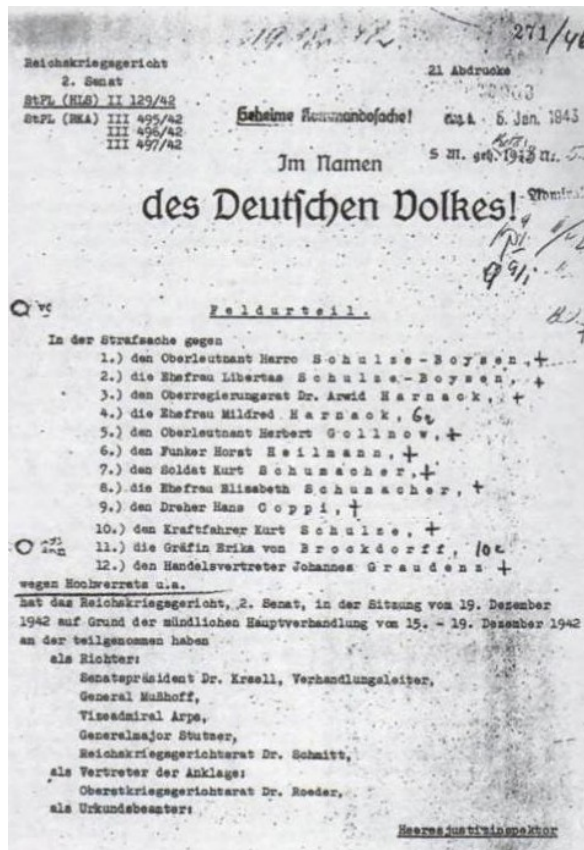 19. 12. 42.
271/46
Reichskriegsgericht
2. Senat
StPL (HLS) II 129/42
StPL (RKA) III 495/42
III 496/42
III 497/42
21 Abdrucke
Geheime Kommandosache!
6. Jan. 1943
Im Namen
des Deutschen Volkes!
Feldurteil.
In der Strafsache gegen
1.) den Oberleutnant Harro Schulze-Boysen, +
2.) die Ehefrau Libertas Schulze-Boysen, +
3.) den Oberregierungsrat Dr. Arwid Harnack, +
4.) die Ehefrau Mildred Harnack,
5.) den Oberleutnant Herbert Gollnow, +
6.) den Funker Horst Heilmann, +
7.) den Soldat Kurt Schumacher, +
8.) die Ehefrau Elisabeth Schumacher, +
9.) den Dreher Hans Coppi, +
10.) den Kraftfahrer Kurt Schulze, +
11.) die Gräfin Erika von Brockdorff,
12.) den Handelsvertreter Johannes Graudenz +
wegen Hochverrats u.a.
hat das Reichskriegsgericht, 2. Senat, in der Sitzung vom 19. Dezember
1942 auf Grund der mündlichen Hauptverhandlung vom 15. - 19. Dezember 1942
an der teilgenommen haben
als Richter:
Senatspräsident Dr. Kraell, Verhandlungsleiter,
General Mußhoff,
Vizeadmiral Arps,
Generalmajor Stutzer,
Reichskriegsgerichtsrat Dr. Schmitt,
als Vertreter der Anklage:
Oberstkriegsgerichtsrat Dr. Roeder,
als Urkundsbeamter:
Heeresjustizinspektor